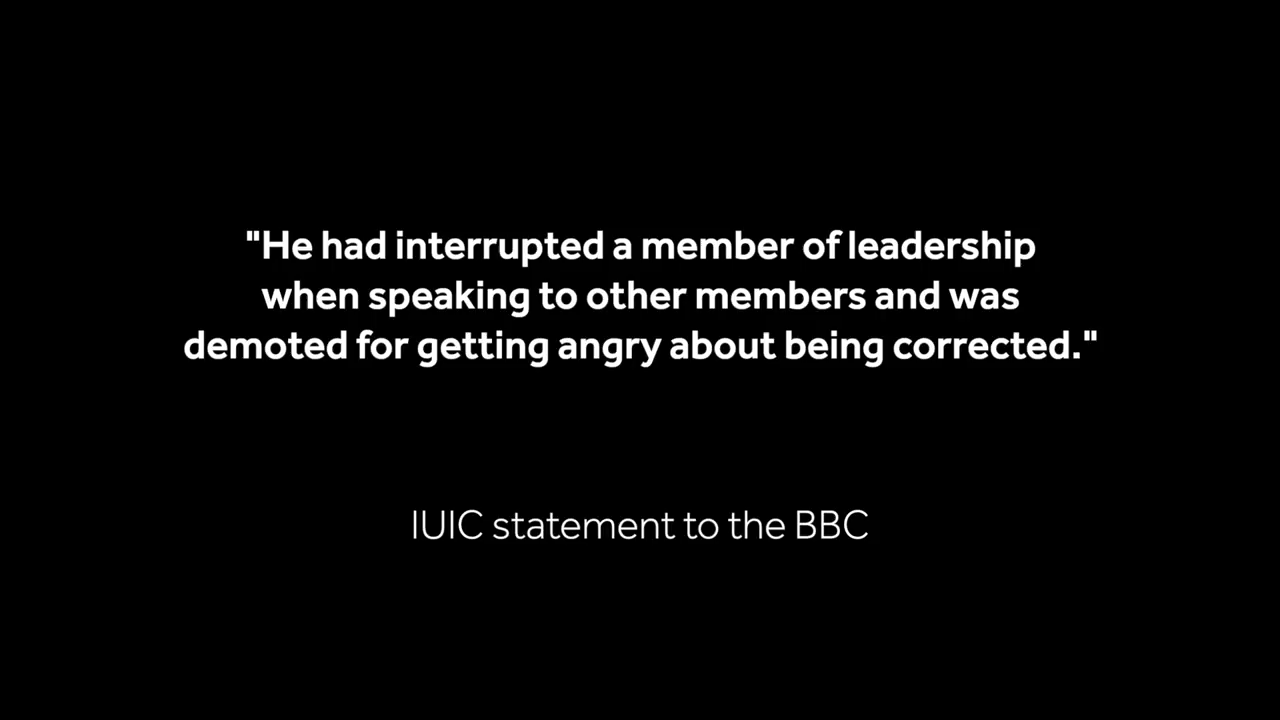 "He had interrupted a member of leadership
when speaking to other members and was
demoted for getting angry about being corrected."
IUIC statement to the BBC